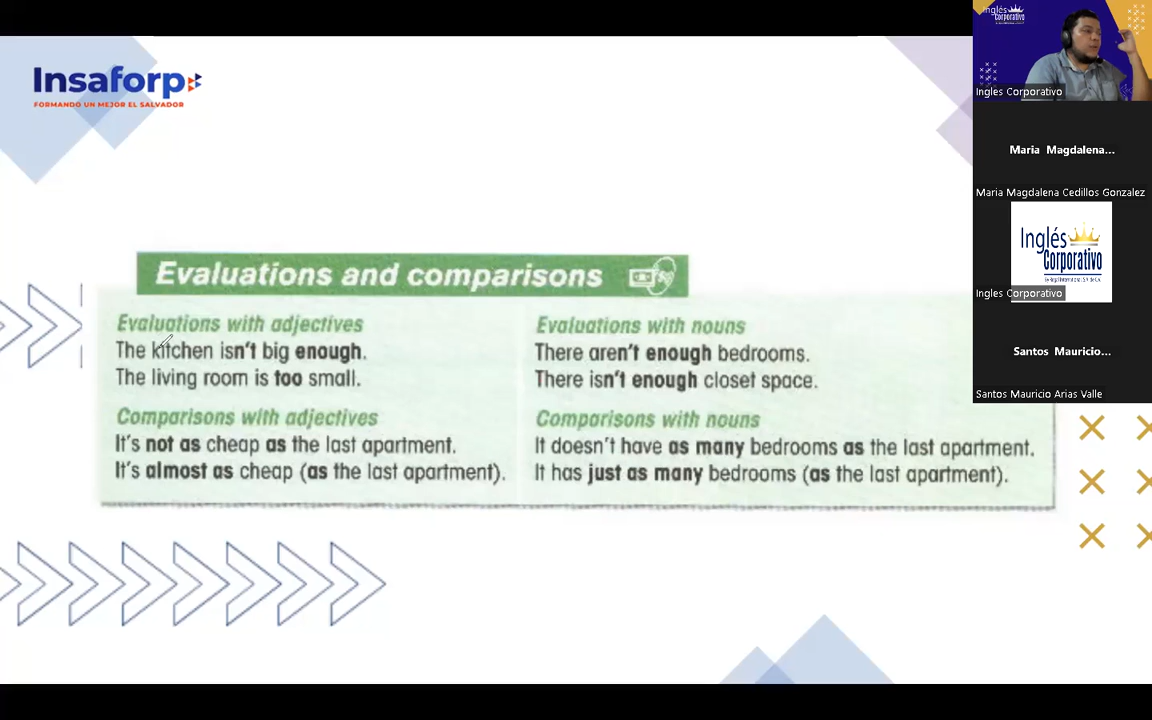 Insaforp
FORMANDO UN MEJOR EL SALVADOR
Evaluations and comparisons
Evaluations with adjectives
The kitchen isn't big enough.
The living room is too small.
Comparisons with adjectives
It's not as cheap as the last apartment.
It's almost as cheap (as the last apartment).
Evaluations with nouns
There aren't enough bedrooms.
There isn't enough closet space.
Comparisons with nouns
It doesn't have as many bedrooms as the last apartment.
It has just as many bedrooms (as the last apartment).
Inglés
Corporativo
Ingles Corporativo
Maria Magdalena...
Maria Magdalena Cedillos Gonzalez
Inglés
Corporativo
Ingles Corporativo
Santos Mauricio...
Santos Mauricio Arias Valle